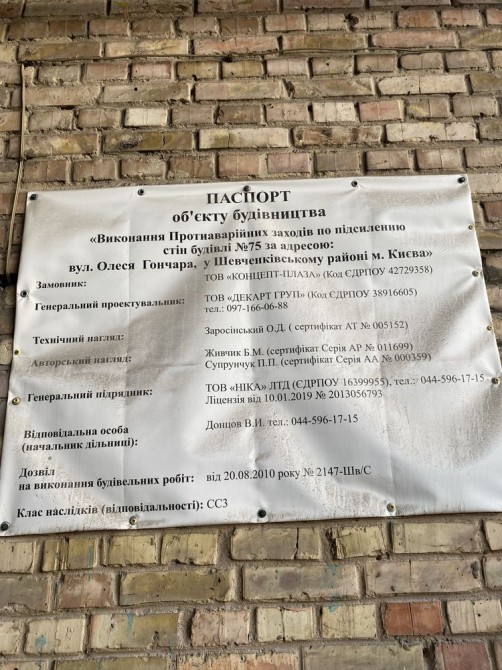 ПАСПОРТ
об'єкту будівництва
«Виконання Протиаварійних заходів по підсиленню
стін будівлі №75 за адресою:
вул. Олеся Гончара, у Шевченківському районі м. Києва»
Замовник: ТОВ «КОНЦЕПТ-ПЛАЗА» (Код ЄДРПОУ 42729358)
Генеральний проектувальник: ТОВ «ДЕКАРТ ГРУП» (Код ЄДРПОУ 38916605)
тел.: 097-166-06-88
Технічний нагляд: Заросінський О.Д. ( сертифікат АТ № 005152)
Авторський нагляд: Живчик Б.М. (сертифікат Серія АР № 011699)
Супрунчук П.П. (сертифікат Серія АА № 000359)
Генеральний підрядник: ТОВ «НІКА» ЛТД (ЄДРПОУ 16399955), тел.: 044-596-17-15
Ліцензія від 10.01.2019 № 2013056793
Відповідальна особа
(начальник дільниці): Донцов В.И. тел.: 044-596-17-15
Дозвіл
на виконання будівельних робіт: від 20.08.2010 року № 2147-Шв/С
Клас наслідків (відповідальності): СС3